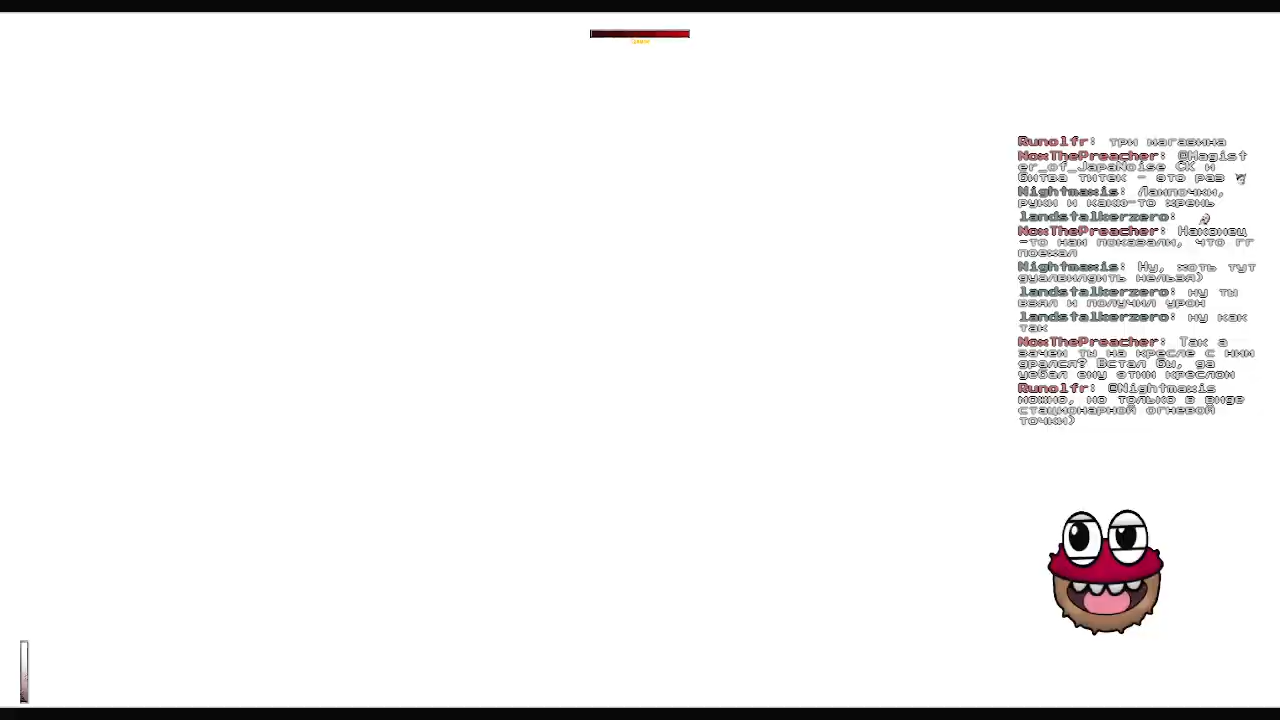 Runolfr: три магазина
NoxThePreacher: @Magist
er_of_JapaNoise СК и
битва титек - это раз
Nightmaxis: Лампочки,
руки и какю-то хрень
landstalkerzero:
NoxThePreacher: Наконец
-то нам показали, что гг
поехал
Nightmaxis: Ну, хоть тут
дуалвилдить нельзя)
landstalkerzero: ну ты
взял и получил урон
landstalkerzero: ну как
так
NoxThePreacher: Так а
зачем ты на кресле с ним
дрался? Встал бы, да
уебал ему этим креслом
Runolfr: @Nightmaxis
можно, но только в виде
стационарной огневой
точки)